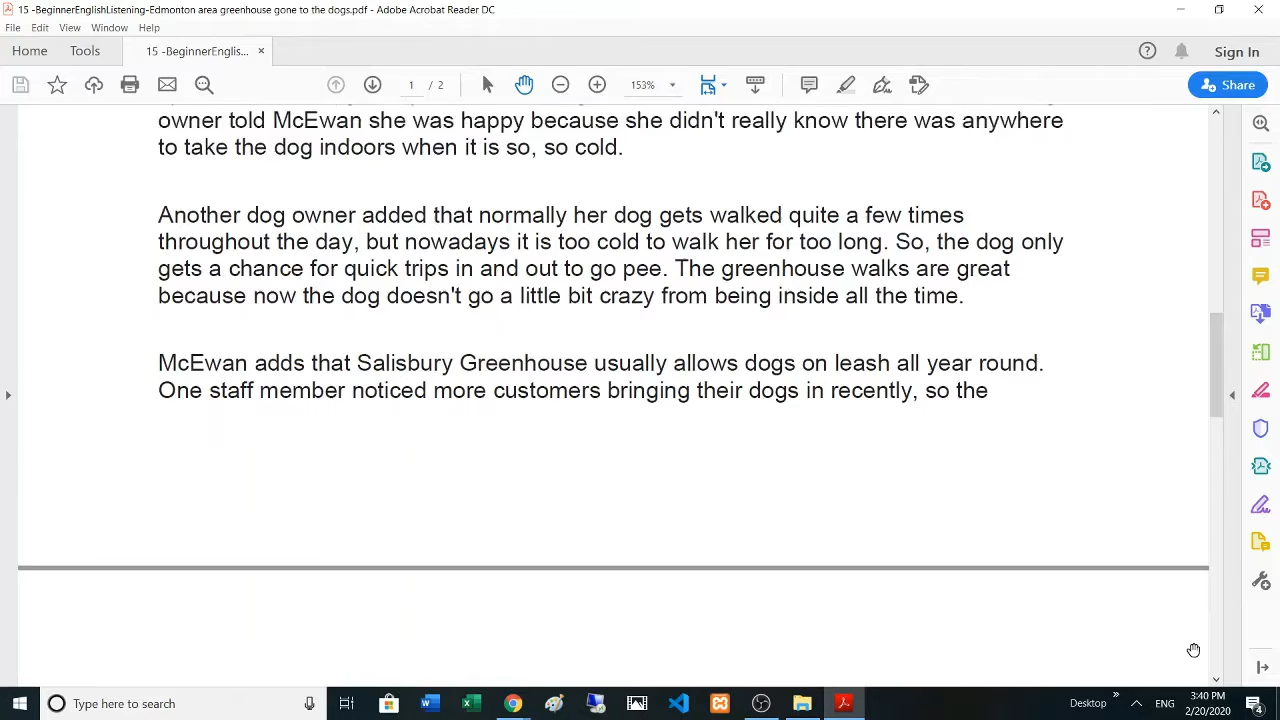 15 -BeginnerEnglishListening-Edmonton area greenhouse gone to the dogs.pdf - Adobe Acrobat Reader DC
File Edit View Window Help
Home Tools 15 -BeginnerEnglis... × Sign In
1 / 2 153% Share
owner told McEwan she was happy because she didn't really know there was anywhere
to take the dog indoors when it is so, so cold.
Another dog owner added that normally her dog gets walked quite a few times
throughout the day, but nowadays it is too cold to walk her for too long. So, the dog only
gets a chance for quick trips in and out to go pee. The greenhouse walks are great
because now the dog doesn't go a little bit crazy from being inside all the time.
McEwan adds that Salisbury Greenhouse usually allows dogs on leash all year round.
One staff member noticed more customers bringing their dogs in recently, so the
Type here to search Desktop ENG 3:40 PM
2/20/2020 4